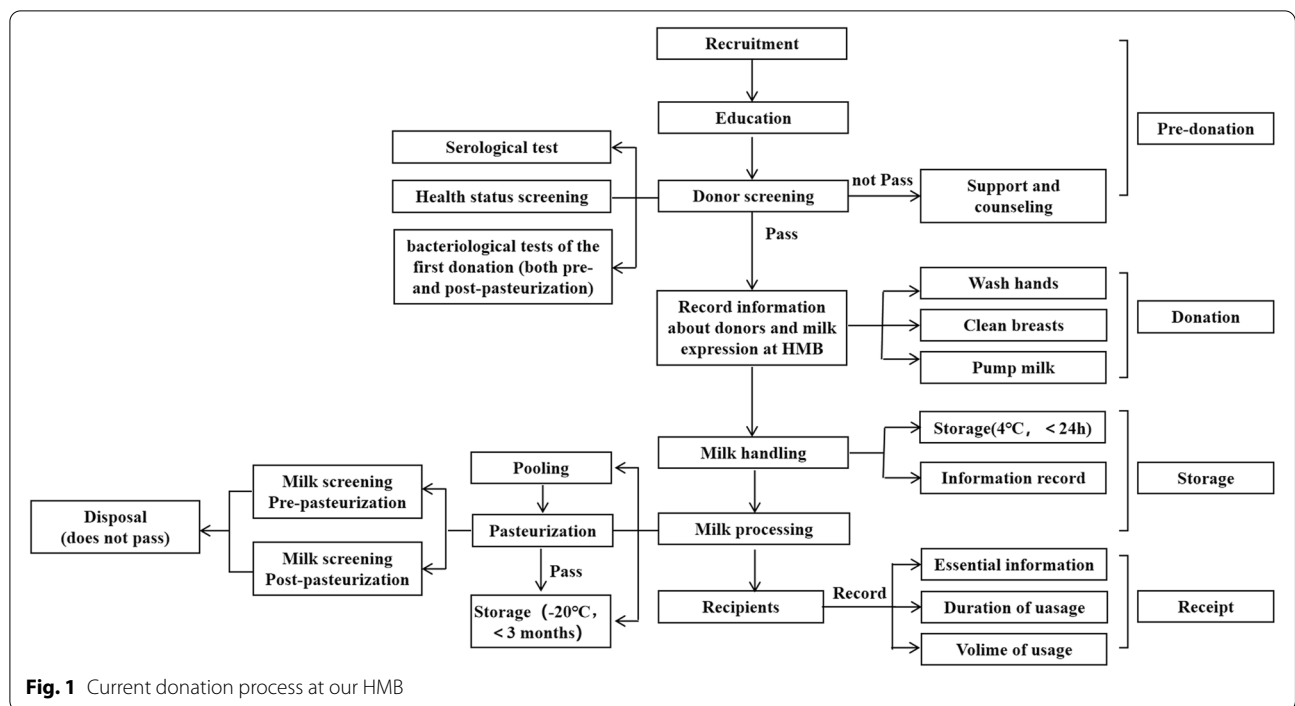 Recruitment
Education
Pre-donation
Serological test
Health status screening
Donor screening
not Pass
Support and
counseling
bacteriological tests of the
first donation (both pre-
and post-pasteurization)
Pass
Record information
about donors and milk
expression at HMB
Wash hands
Clean breasts
Pump milk
Donation
Milk handling
Storage(4℃, < 24h)
Information record
Storage
Pooling
Milk screening
Pre-pasteurization
Disposal
(does not pass)
Pasteurization
Milk processing
Milk screening
Post-pasteurization
Pass
Storage (-20℃,
< 3 months)
Recipients
Record
Essential information
Duration of uasage
Volime of usage
Receipt
Fig. 1 Current donation process at our HMB